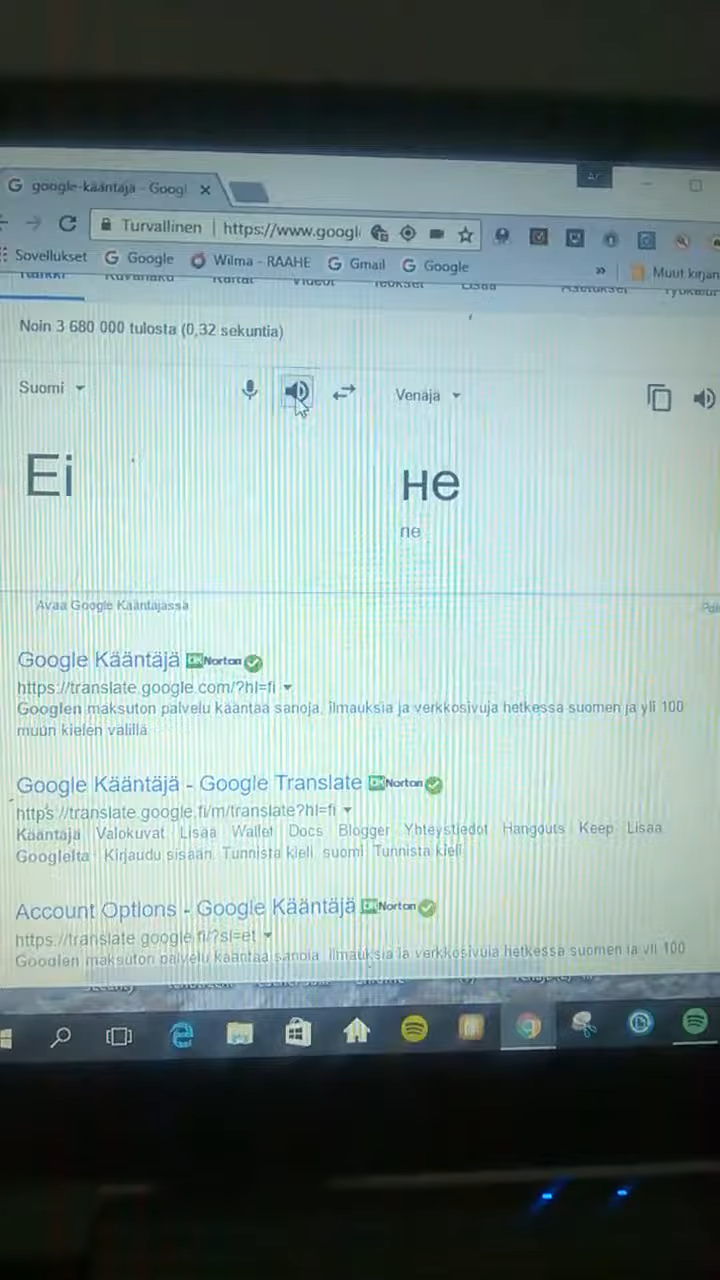 google-kääntäjä - Googl
Turvallinen | https://www.googl
Sovellukset Google Wilma - RAAHE Gmail Google » Muut kirjan
Noin 3 680 000 tulosta (0,32 sekuntia)
Suomi Venäjä
Ei не
ne
Avaa Google Kääntäjässä
Google Kääntäjä Norton
https://translate.google.com/?hl=fi
Googlen maksuton palvelu kääntää sanoja, ilmauksia ja verkkosivuja hetkessä suomen ja yli 100
muun kielen välillä
Google Kääntäjä - Google Translate Norton
https://translate.google.fi/m/translate?hl=fi
Kääntäjä Valokuvat Lisää Wallet Docs Blogger Yhteystiedot Hangouts Keep Lisää
Googlelta Kirjaudu sisään Tunnista kieli suomi Tunnista kieli
Account Options - Google Kääntäjä Norton
https://translate.google.fi/?sl=et
Googlen maksuton palvelu kääntää sanoja ilmauksia ja verkkosivuja hetkessä suomen ja yli 100